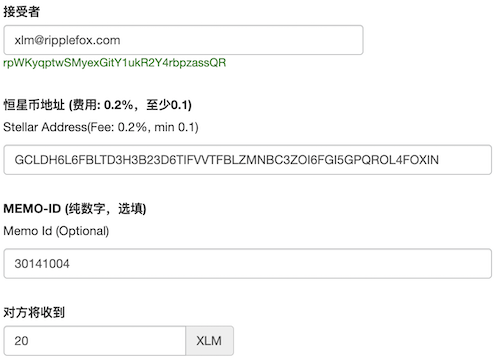 接受者
xlm@ripplefox.com
rpWKyqptwSMyexGitY1ukR2Y4rbpzassQR
恒星币地址 (费用: 0.2%，至少0.1)
Stellar Address(Fee: 0.2%, min 0.1)
GCLDH6L6FBLTD3H3B23D6TIFVVTFBLZMNBC3ZOI6FGI5GPQROL4FOXIN
MEMO-ID (纯数字，选填)
Memo Id (Optional)
30141004
对方将收到
20 XLM